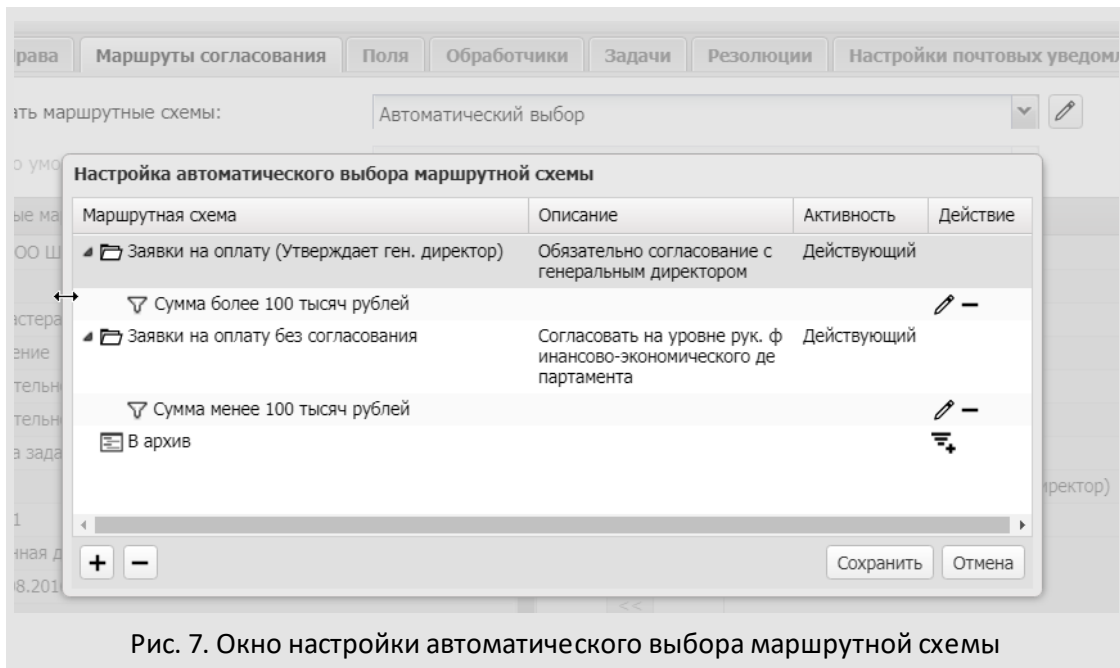 Маршруты согласования Поля Обработчики Задачи Резолюции Настройки почтовых
маршрутные схемы: Автоматический выбор
Настройка автоматического выбора маршрутной схемы
Маршрутная схема Описание Активность Действие
Заявки на оплату (Утверждает ген. директор) Обязательно согласование с Действующий
генеральным директором
Сумма более 100 тысяч рублей
Заявки на оплату без согласования Согласовать на уровне рук. ф Действующий
инансово-экономического де
партамента
Сумма менее 100 тысяч рублей
В архив
Сохранить Отмена
<<
Рис. 7. Окно настройки автоматического выбора маршрутной схемы